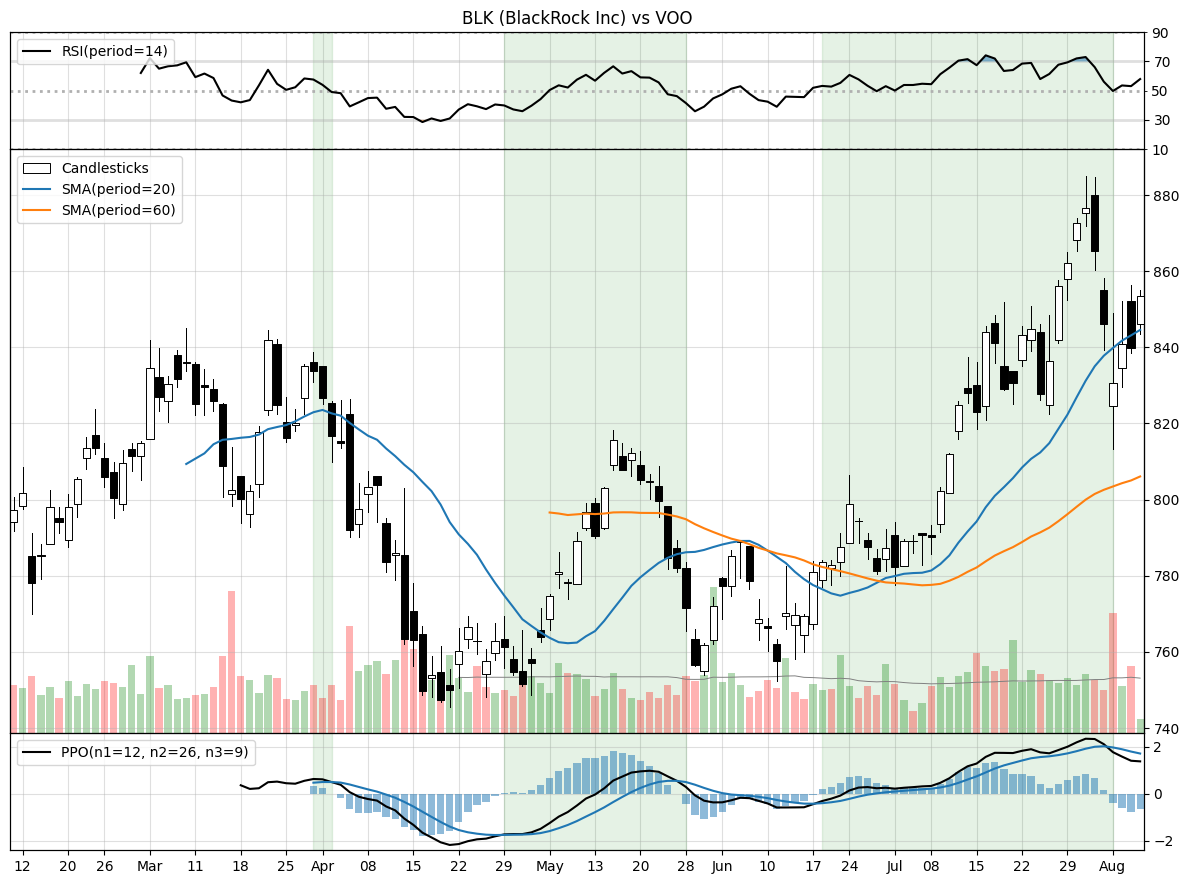 BLK (BlackRock Inc) vs VOO
RSI(period=14)
90
70
50
30
10
Candlesticks
SMA(period=20)
SMA(period=60)
880
860
840
820
800
780
760
740
PPO(n1=12, n2=26, n3=9)
2
0
−2
12 20 26 Mar 11 18 25 Apr 08 15 22 29 May 13 20 28 Jun 10 17 24 Jul 08 15 22 29 Aug